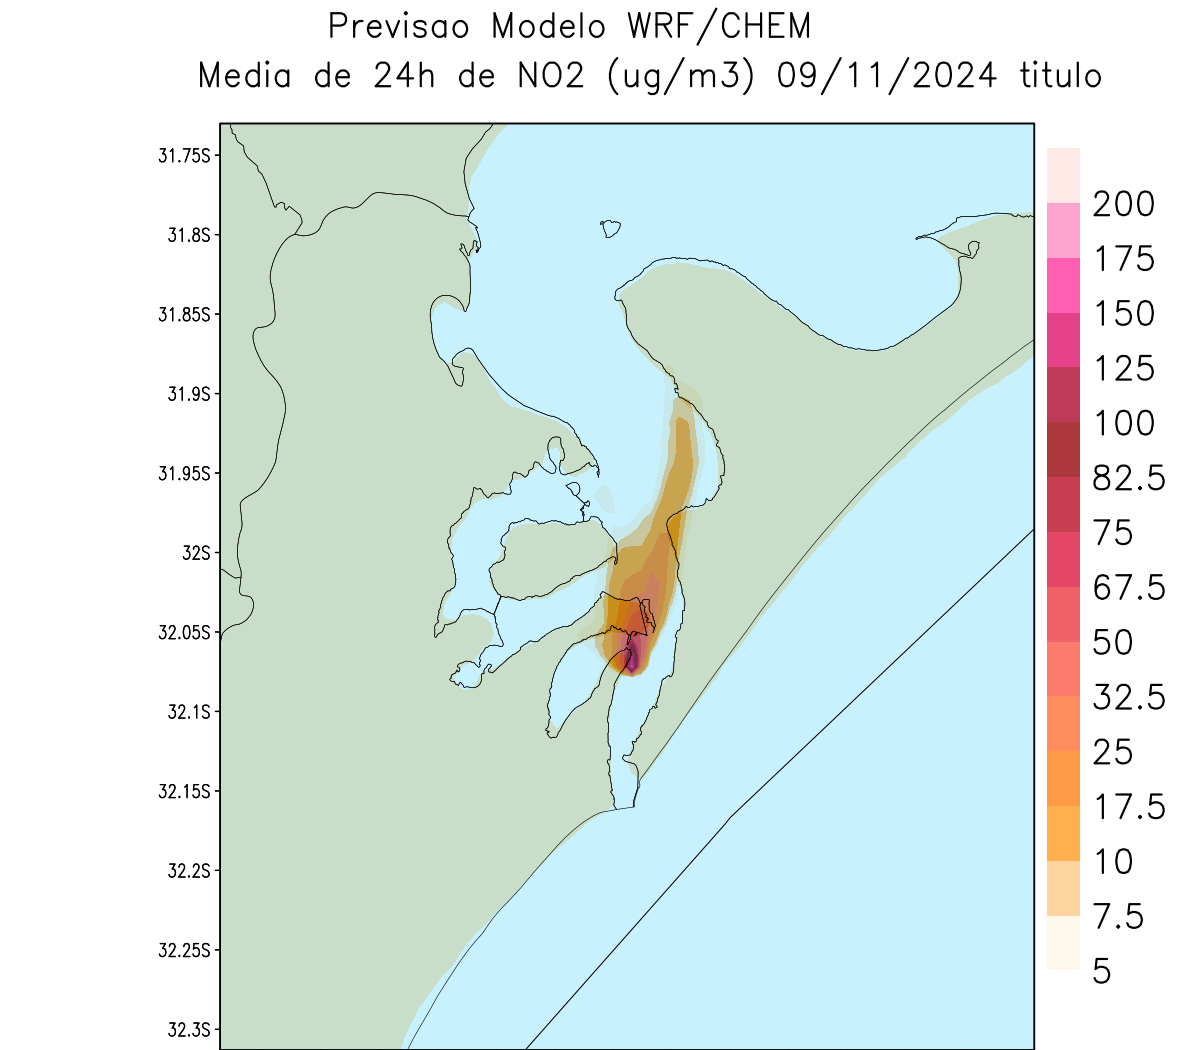 Previsao Modelo WRF/CHEM
Media de 24h de NO2 (ug/m3) 09/11/2024 titulo
31.75S
31.8S
31.85S
31.9S
31.95S
32S
32.05S
32.1S
32.15S
32.2S
32.25S
32.3S
200
175
150
125
100
82.5
75
67.5
50
32.5
25
17.5
10
7.5
5